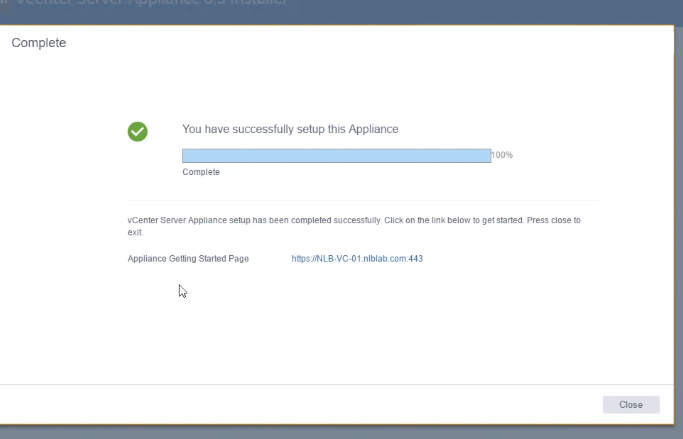 vCenter Server Appliance 6.5 Installer
Complete
You have successfully setup this Appliance
100%
Complete
vCenter Server Appliance setup has been completed successfully. Click on the link below to get started. Press close to
exit.
Appliance Getting Started Page https://NLB-VC-01.nlblab.com:443
Close